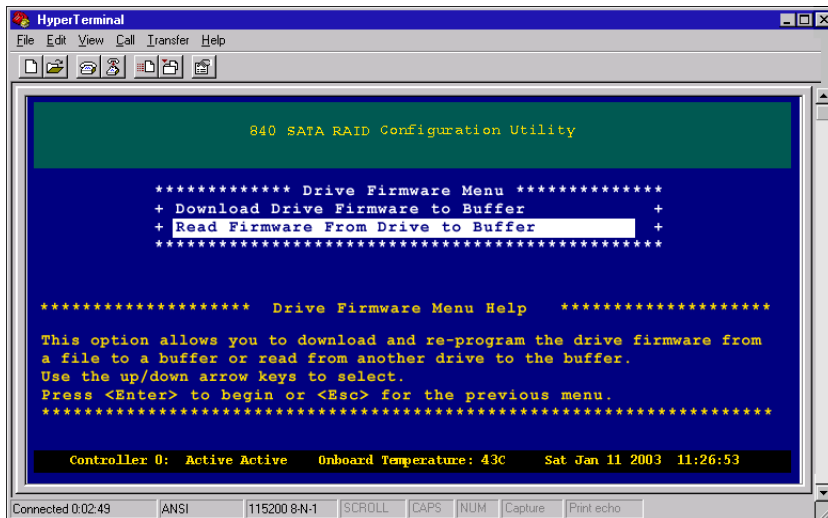 HyperTerminal
File Edit View Call Transfer Help
840 SATA RAID Configuration Utility
************* Drive Firmware Menu **************
+ Download Drive Firmware to Buffer +
+ Read Firmware From Drive to Buffer +
************************************************
******************** Drive Firmware Menu Help ********************
This option allows you to download and re-program the drive firmware from
a file to a buffer or read from another drive to the buffer.
Use the up/down arrow keys to select.
Press <Enter> to begin or <Esc> for the previous menu.
**********************************************************************
Controller 0: Active Active Onboard Temperature: 43C Sat Jan 11 2003 11:26:53
Connected 0:02:49 ANSI 115200 8-N-1 SCROLL CAPS NUM Capture Print echo